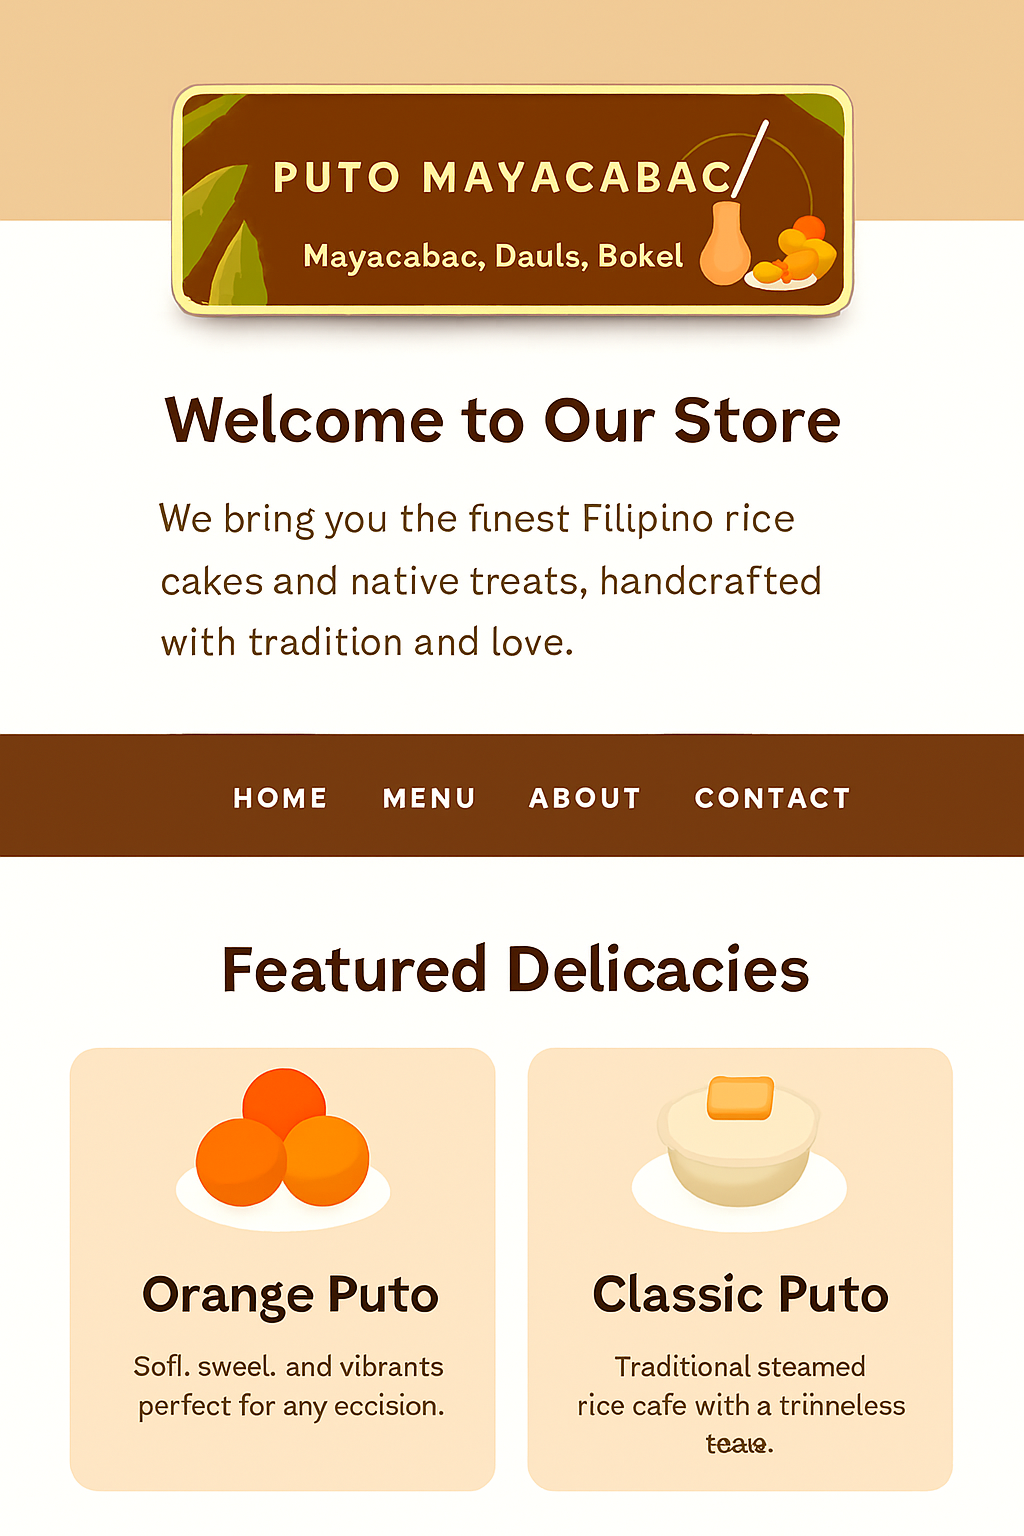 PUTO MAYACABAC
Mayacabac, Dauls, Bokel
Welcome to Our Store
We bring you the finest Filipino rice
cakes and native treats, handcrafted
with tradition and love.
HOME MENU ABOUT CONTACT
Featured Delicacies
Orange Puto
Sofl. sweel. and vibrants
perfect for any eccision.
Classic Puto
Traditional steamed
rice cafe with a triinneless